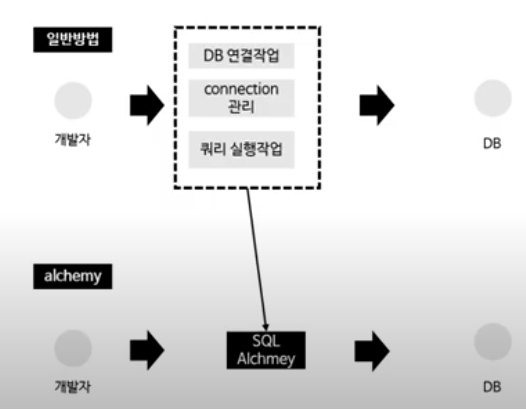 일반방법
DB 연결작업
connection
관리
쿼리 실행작업
개발자
DB
alchemy
SQL
Alchmey
개발자
DB